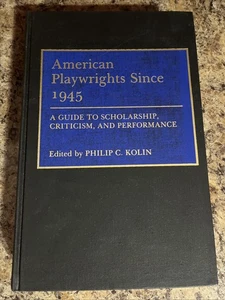 American
Playwrights Since
1945
A GUIDE TO SCHOLARSHIP,
CRITICISM, AND PERFORMANCE
Edited by PHILIP C. KOLIN